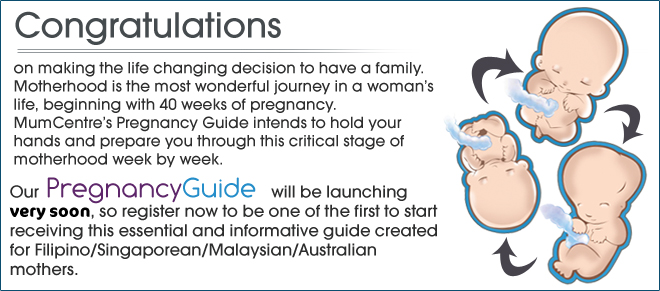 Congratulations
on making the life changing decision to have a family.
Motherhood is the most wonderful journey in a woman's
life, beginning with 40 weeks of pregnancy.
MumCentre's Pregnancy Guide intends to hold your
hands and prepare you through this critical stage of
motherhood week by week.
Our PregnancyGuide will be launching
very soon, so register now to be one of the first to start
receiving this essential and informative guide created
for Filipino/Singaporean/Malaysian/Australian
mothers.